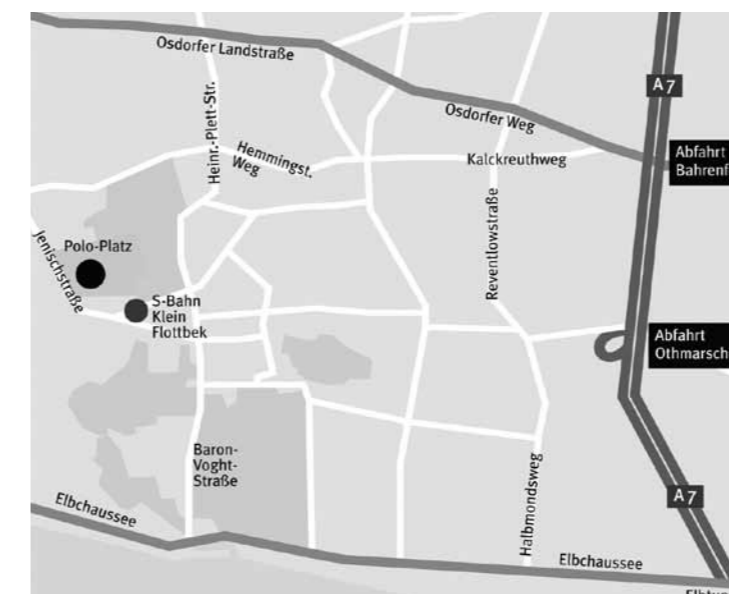 Osdorfer Landstraße
A7
Heinr.-Plett-Str.
Osdorfer Weg
Hemmingst.
Weg
Kalckreuthweg
Abfahrt
Polo-Platz
Jenischstraße
Reventlowstraße
S-Bahn
Klein
Flottbek
Abfahrt
Baron-
Voght-
Straße
Halbmondsweg
A7
Elbchaussee
Elbchaussee